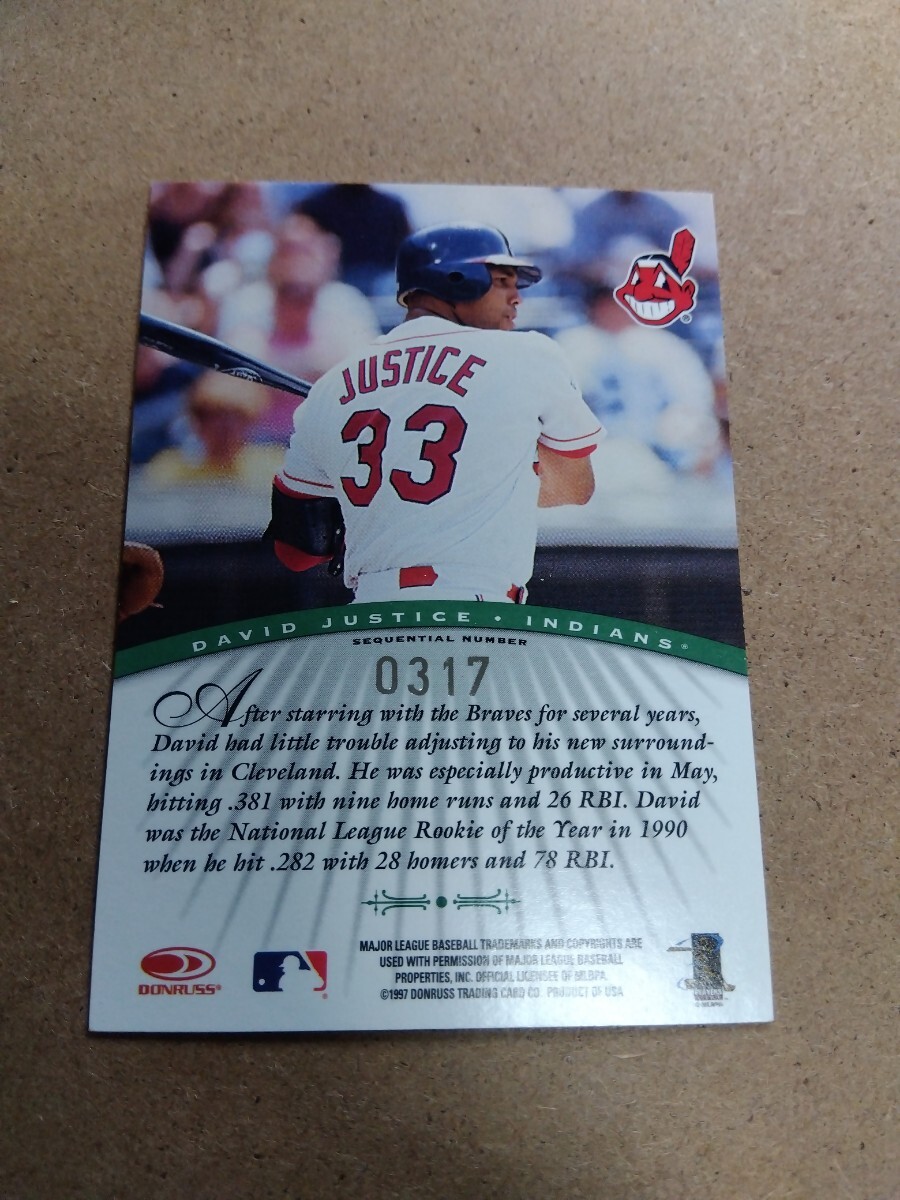 JUSTICE
33
DAVID JUSTICE • INDIANS®
SEQUENTIAL NUMBER
0317
After starring with the Braves for several years,
David had little trouble adjusting to his new surround-
ings in Cleveland. He was especially productive in May,
hitting .381 with nine home runs and 26 RBI. David
was the National League Rookie of the Year in 1990
when he hit .282 with 28 homers and 78 RBI.
MAJOR LEAGUE BASEBALL TRADEMARKS AND COPYRIGHTS ARE
USED WITH PERMISSION OF MAJOR LEAGUE BASEBALL
PROPERTIES, INC. OFFICIAL LICENSEE OF MLBPA
©1997 DONRUSS TRADING CARD CO. PRODUCT OF USA
DONRUSS®